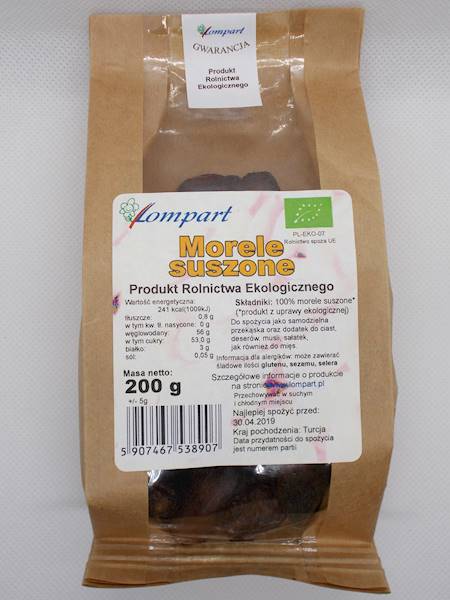 Lompart
GWARANCJA
Produkt
Rolnictwa
Ekologicznego
Lompart
PL-EKO-07
Rolnictwo spoza UE
Morele
suszone
Produkt Rolnictwa Ekologicznego
Wartość energetyczna:
241 kcal(1009kJ)
tłuszcze: 0,8 g
w tym kw. tł. nasycone: 0 g
węglowodany: 56 g
w tym cukry: 53,0 g
białko: 3 g
sól: 0,05 g
Masa netto:
200 g
+/- 5g
5 907467 538907
Składniki: 100% morele suszone*
(*produkt z uprawy ekologicznej)
Do spożycia jako samodzielna
przekąska oraz dodatek do ciast,
deserów, musli, sałatek,
jak również do mięs.
Informacja dla alergików: może zawierać
śladowe ilości glutenu, sezamu, selera
Szczegółowe informacje o produkcie
na stronie www.lompart.pl
Przechowywać w suchym
i chłodnym miejscu
Najlepiej spożyć przed:
30.04.2019
Kraj pochodzenia: Turcja
Data przydatności do spożycia
jest numerem partii